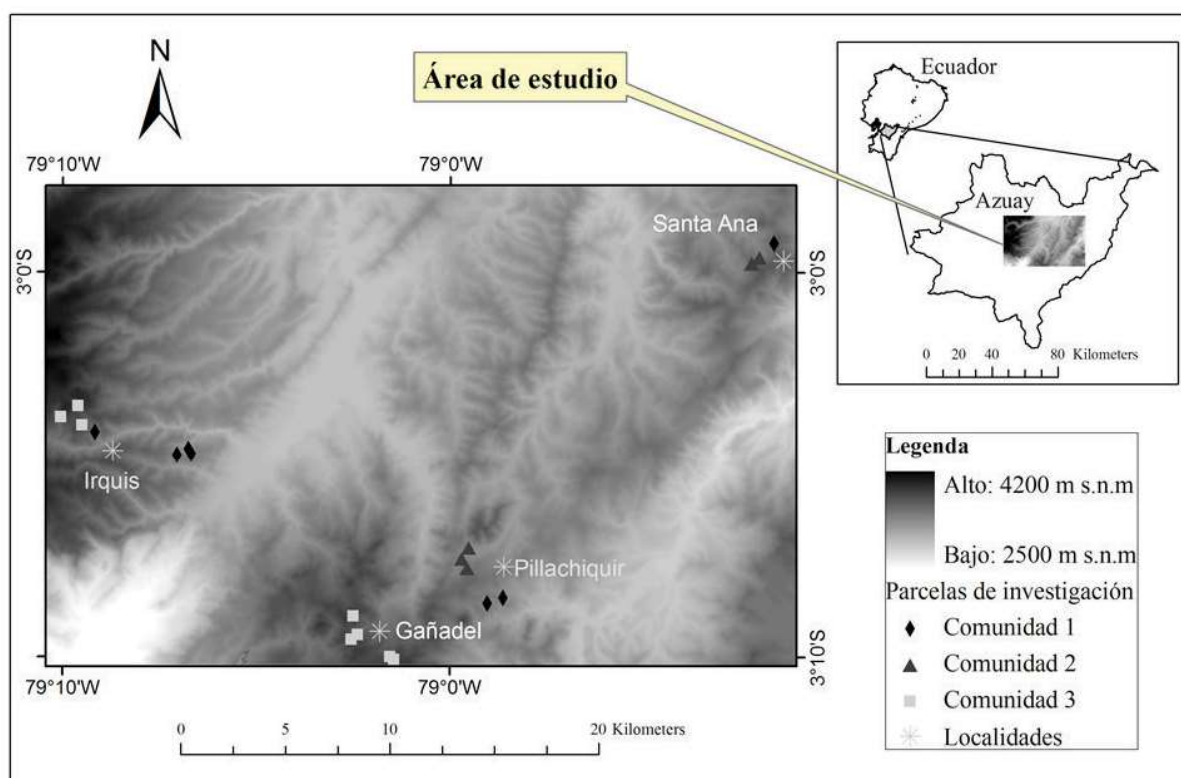 N
Área de estudio
Ecuador
Azuay
0 20 40 80 Kilometers
79°10'W
79°0'W
Santa Ana
3°0'S
3°0'S
Irquis
Pillachiquir
Gañadel
3°10'S
79°10'W
79°0'W
0 5 10 20 Kilometers
Legenda
Alto: 4200 m s.n.m
Bajo: 2500 m s.n.m
Parcelas de investigación
Comunidad 1
Comunidad 2
Comunidad 3
Localidades